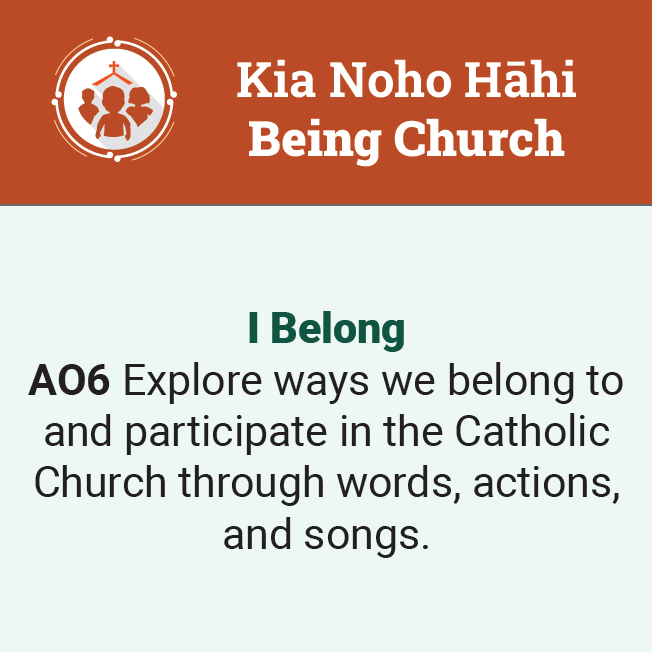 Kia Noho Hāhi
Being Church
I Belong
AO6 Explore ways we belong to
and participate in the Catholic
Church through words, actions,
and songs.